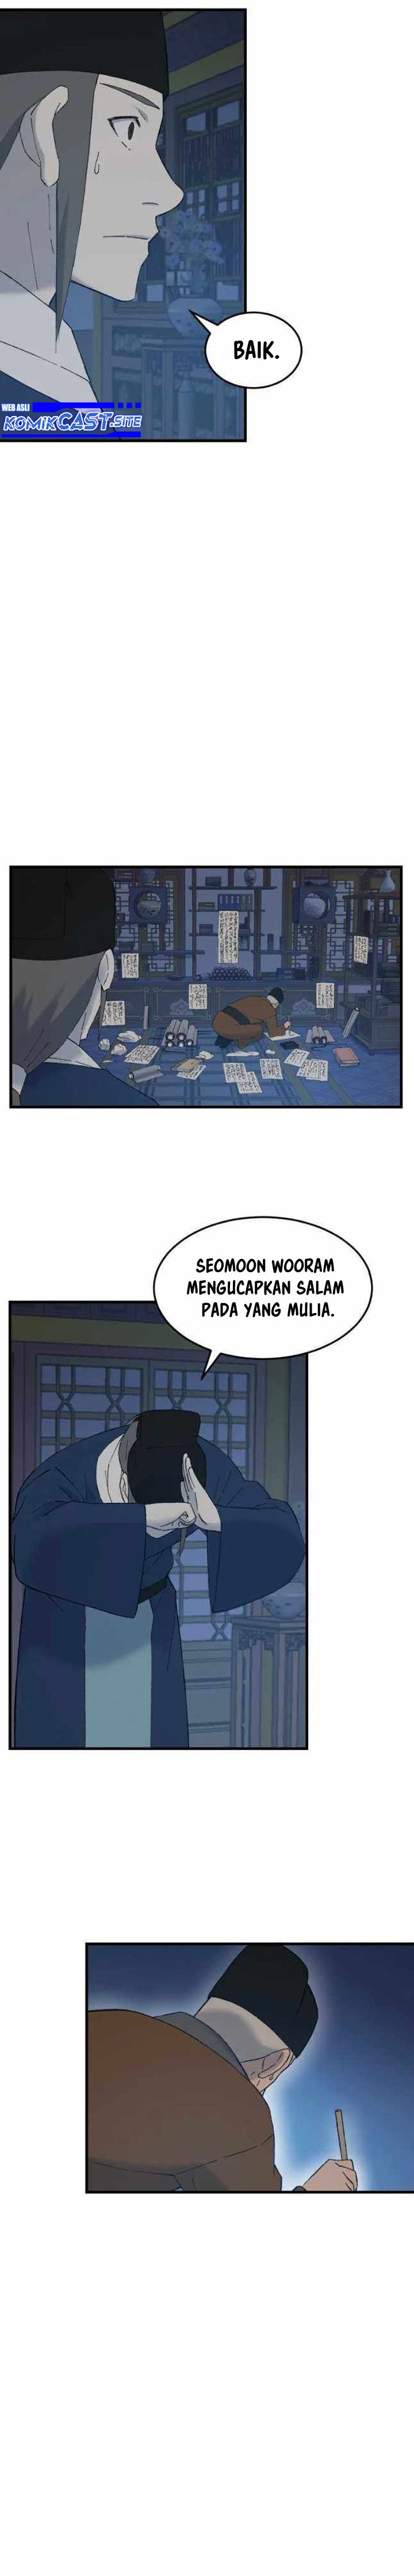 BAIK.
WEB ASLI
KOMIKCAST.SITE
SEOMOON WOORAM
MENGUCAPKAN SALAM
PADA YANG MULIA.